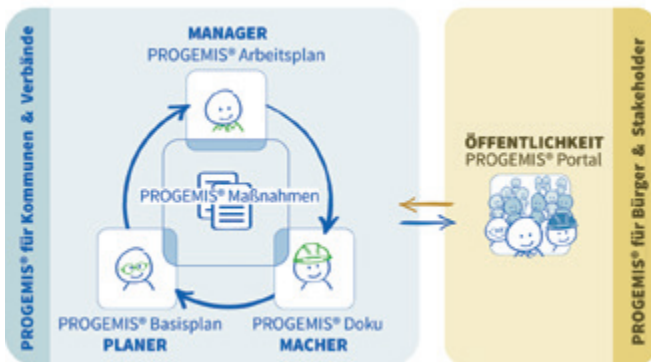 PROGEMIS® für Kommunen & Verbände
MANAGER
PROGEMIS® Arbeitsplan
PROGEMIS® Maßnahmen
PROGEMIS® Basisplan
PLANER
PROGEMIS® Doku
MACHER
ÖFFENTLICHKEIT
PROGEMIS® Portal
PROGEMIS® für Bürger & Stakeholder